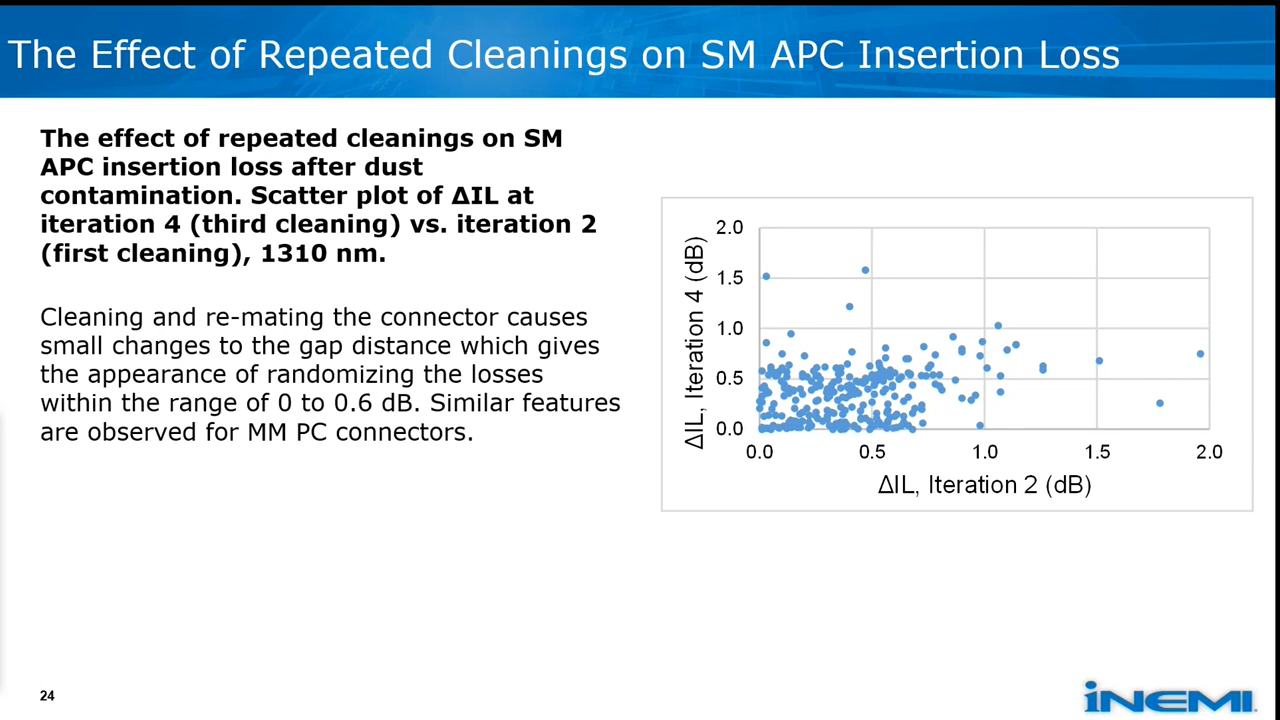 The Effect of Repeated Cleanings on SM APC Insertion Loss
The effect of repeated cleanings on SM
APC insertion loss after dust
contamination. Scatter plot of ΔIL at
iteration 4 (third cleaning) vs. iteration 2
(first cleaning), 1310 nm.
Cleaning and re-mating the connector causes
small changes to the gap distance which gives
the appearance of randomizing the losses
within the range of 0 to 0.6 dB. Similar features
are observed for MM PC connectors.
ΔIL, Iteration 4 (dB)
2.0
1.5
1.0
0.5
0.0
0.0 0.5 1.0 1.5 2.0
ΔIL, Iteration 2 (dB)
24
iNEMI